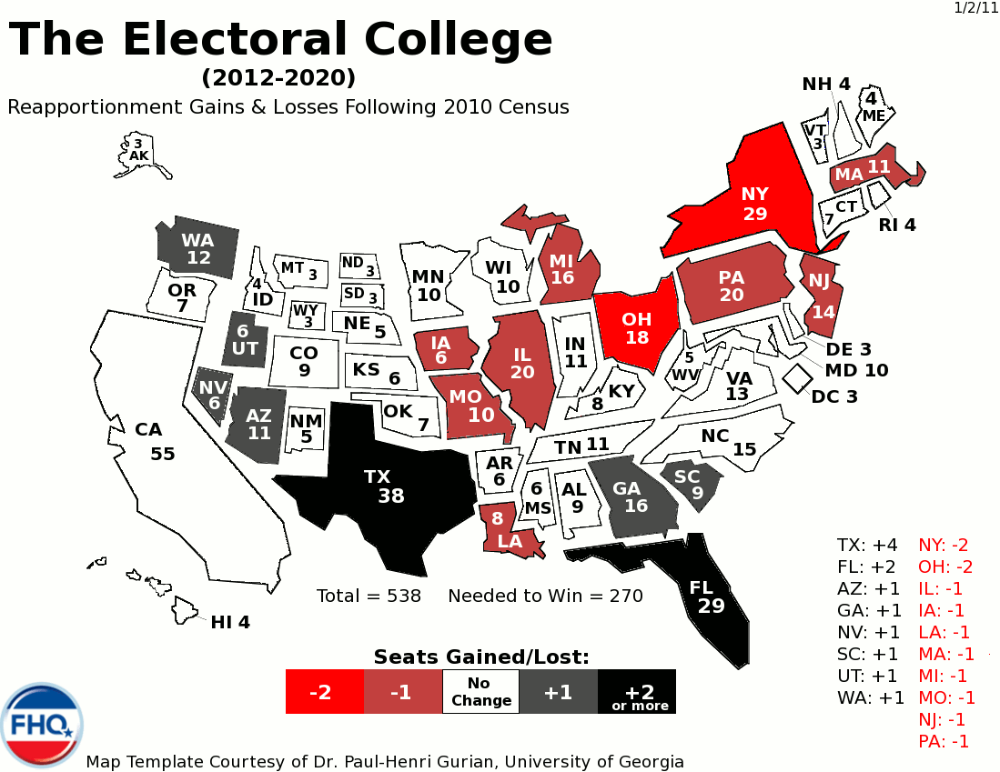 1/2/11
The Electoral College
(2012-2020)
Reapportionment Gains & Losses Following 2010 Census
NH 4
4
ME
VT
3
3
AK
MA 11
NY
29
CT
7
RI 4
WA
12
MI
16
ND 3
MT 3
WI
10
MN
10
PA
20
NJ
14
4
ID
OR
7
SD 3
WY
3
OH
18
NE 5
6
UT
IA
6
IN
11
IL
20
CO
9
5
WV
DE 3
MD 10
KS 6
VA
13
DC 3
NV
6
KY
8
MO
10
OK 7
AZ
11
NM
5
CA
55
TN 11
NC 15
AR
6
TX
38
SC
9
6
MS
AL
9
GA
16
8
LA
FL
29
HI 4
Total = 538 Needed to Win = 270
TX: +4 NY: -2
FL: +2 OH: -2
AZ: +1 IL: -1
GA: +1 IA: -1
NV: +1 LA: -1
SC: +1 MA: -1
UT: +1 MI: -1
WA: +1 MO: -1
NJ: -1
PA: -1
Seats Gained/Lost:
-2 -1 No Change +1 +2 or more
FHQ
Map Template Courtesy of Dr. Paul-Henri Gurian, University of Georgia